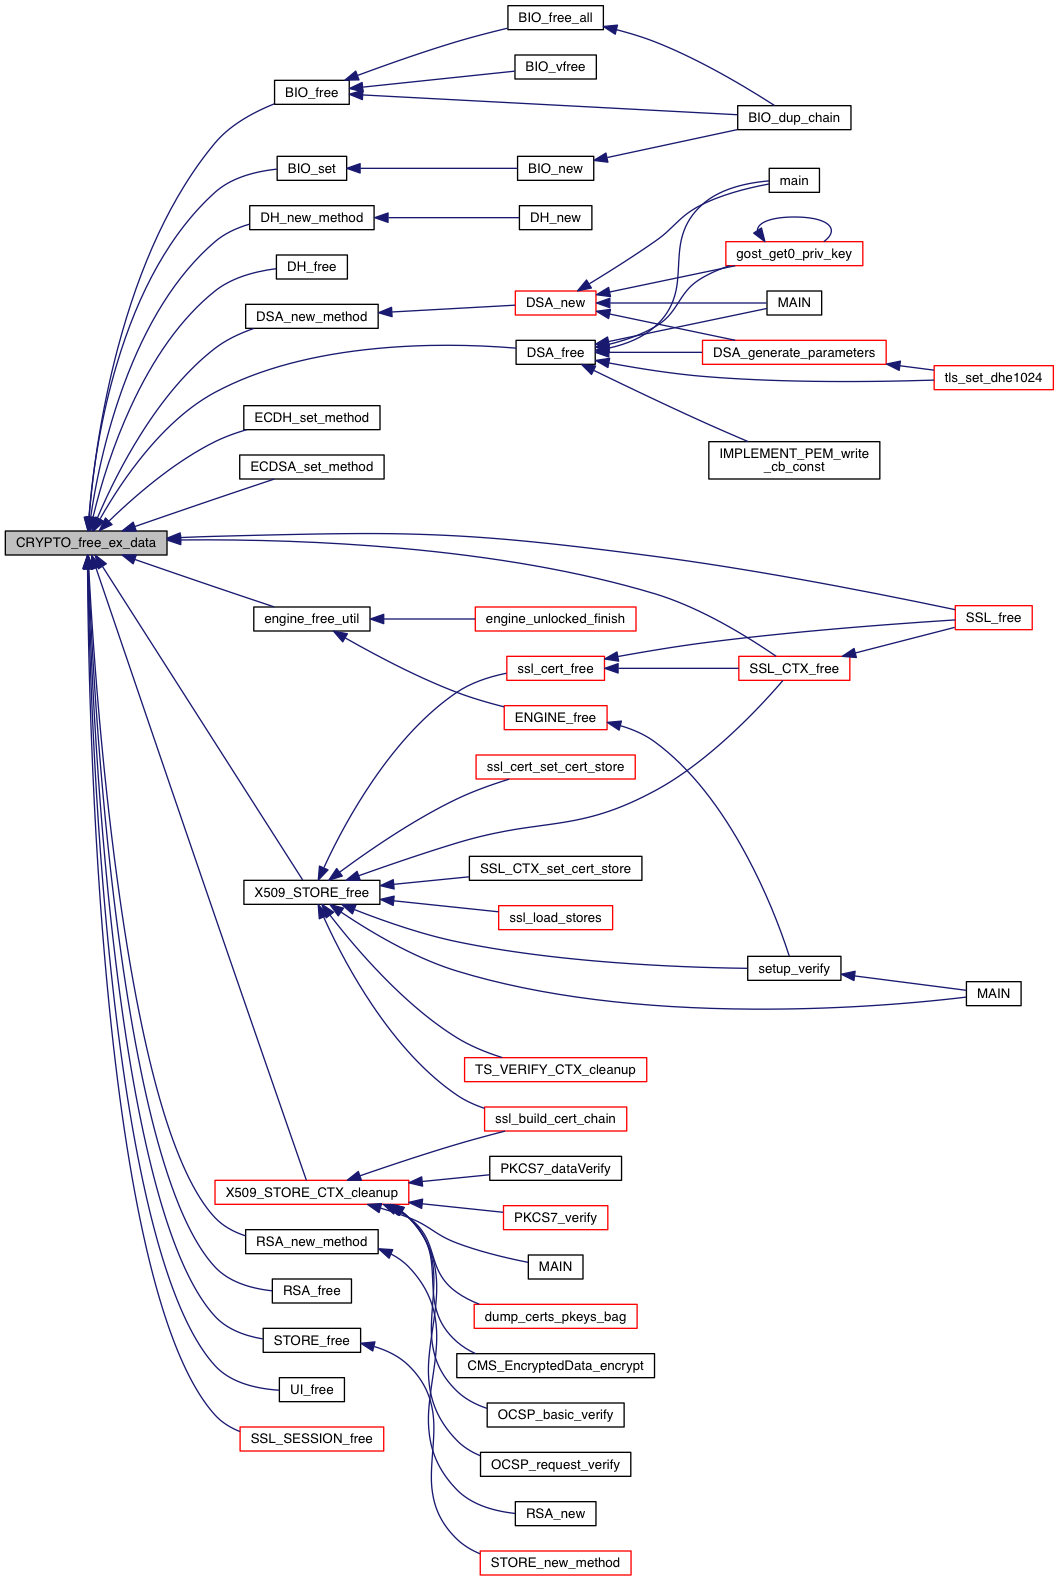 BIO_free_all
BIO_vfree
BIO_free
BIO_dup_chain
BIO_set
BIO_new
main
DH_new_method
DH_new
gost_get0_priv_key
DH_free
DSA_new
MAIN
DSA_new_method
DSA_free
DSA_generate_parameters
tls_set_dhe1024
ECDH_set_method
IMPLEMENT_PEM_write
_cb_const
ECDSA_set_method
CRYPTO_free_ex_data
engine_free_util
engine_unlocked_finish
SSL_free
ssl_cert_free
SSL_CTX_free
ENGINE_free
ssl_cert_set_cert_store
SSL_CTX_set_cert_store
X509_STORE_free
ssl_load_stores
setup_verify
MAIN
TS_VERIFY_CTX_cleanup
ssl_build_cert_chain
PKCS7_dataVerify
X509_STORE_CTX_cleanup
PKCS7_verify
RSA_new_method
MAIN
RSA_free
dump_certs_pkeys_bag
STORE_free
CMS_EncryptedData_encrypt
UI_free
OCSP_basic_verify
SSL_SESSION_free
OCSP_request_verify
RSA_new
STORE_new_method